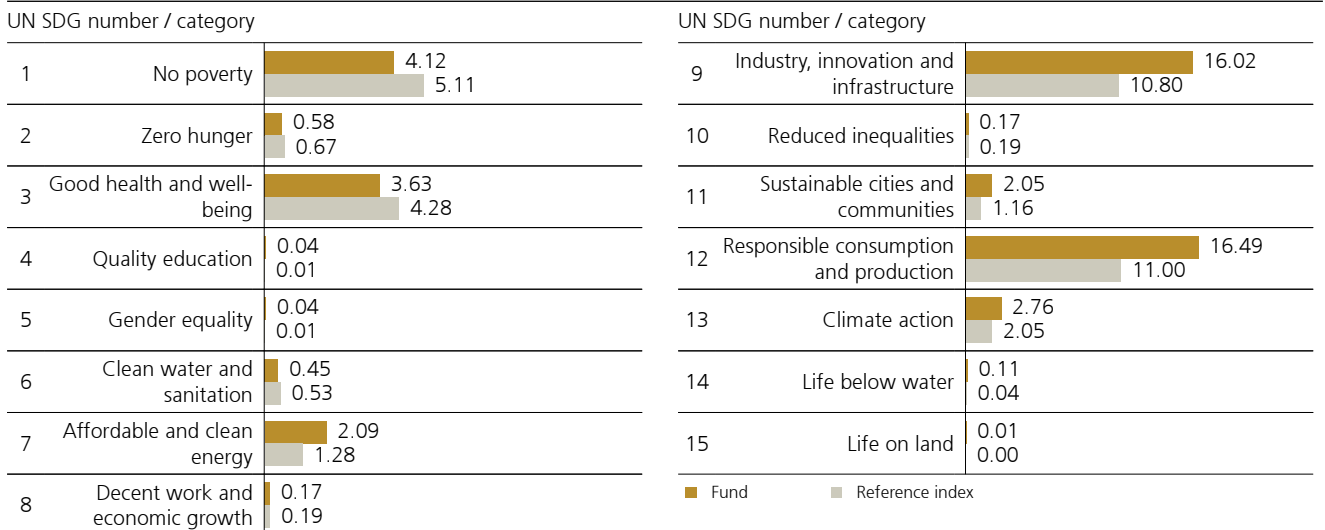 UN SDG number / category
1
No poverty
4.12
5.11
2
Zero hunger
0.58
0.67
3
Good health and well-
being
3.63
4.28
4
Quality education
0.04
0.01
5
Gender equality
0.04
0.01
6
Clean water and
sanitation
0.45
0.53
7
Affordable and clean
energy
2.09
1.28
8
Decent work and
economic growth
0.17
0.19
UN SDG number / category
9
Industry, innovation and
infrastructure
16.02
10.80
10
Reduced inequalities
0.17
0.19
11
Sustainable cities and
communities
2.05
1.16
12
Responsible consumption
and production
16.49
11.00
13
Climate action
2.76
2.05
14
Life below water
0.11
0.04
15
Life on land
0.01
0.00
Fund
Reference index